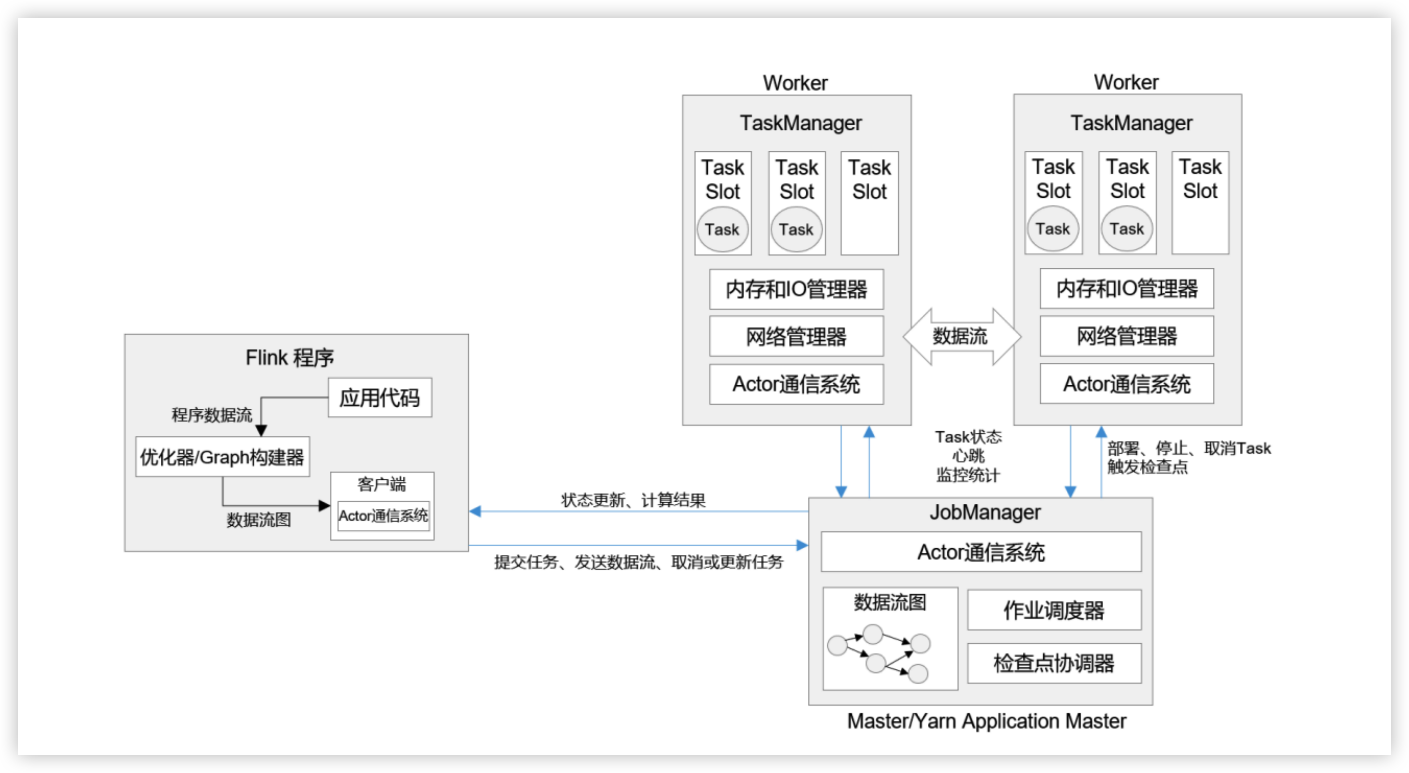 Worker
TaskManager
Task
Slot
Task
Task
Slot
Task
Task
Slot
内存和IO管理器
网络管理器
Actor通信系统
数据流
Worker
TaskManager
Task
Slot
Task
Task
Slot
Task
Task
Slot
内存和IO管理器
网络管理器
Actor通信系统
Flink 程序
应用代码
程序数据流
优化器/Graph构建器
数据流图
客户端
Actor通信系统
状态更新、计算结果
提交任务、发送数据流、取消或更新任务
Task状态
心跳
监控统计
部署、停止、取消Task
触发检查点
JobManager
Actor通信系统
数据流图
作业调度器
检查点协调器
Master/Yarn Application Master